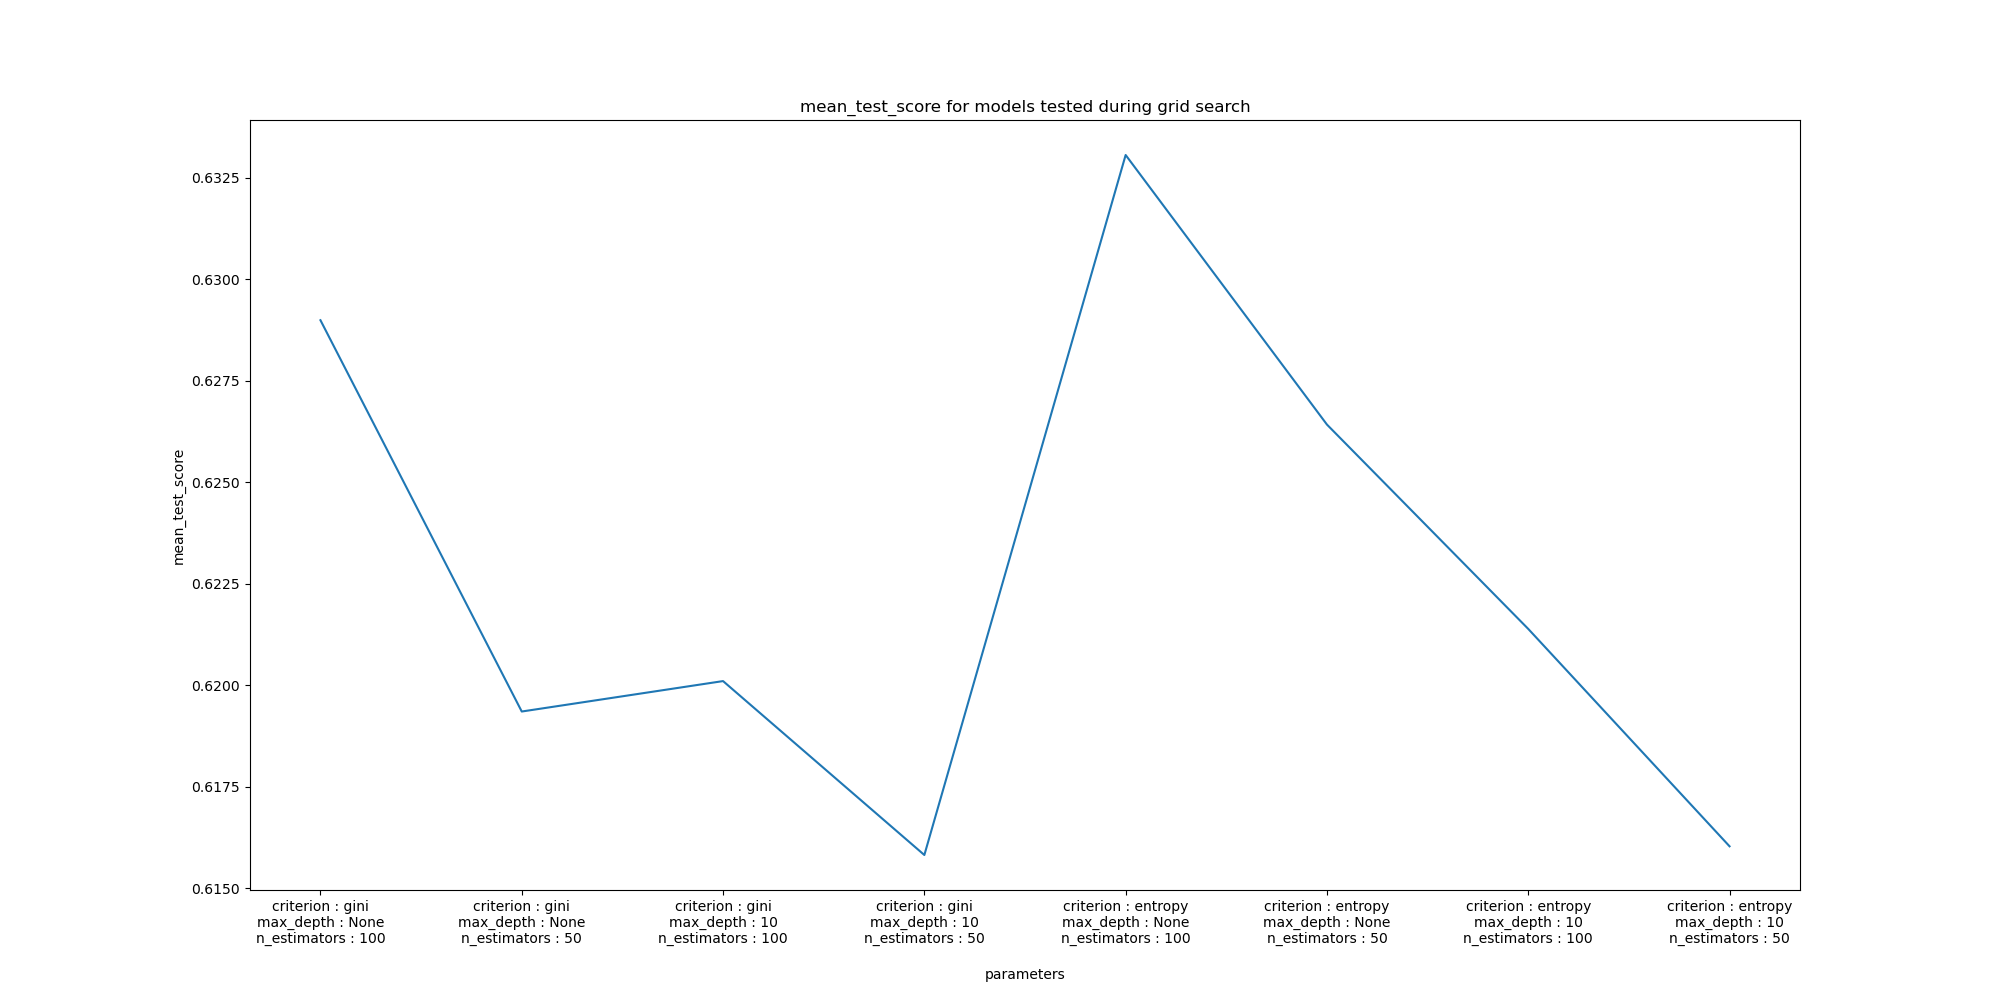 mean_test_score for models tested during grid search
mean_test_score
0.6325
0.6300
0.6275
0.6250
0.6225
0.6200
0.6175
0.6150
criterion : gini
max_depth : None
n_estimators : 100
criterion : gini
max_depth : None
n_estimators : 50
criterion : gini
max_depth : 10
n_estimators : 100
criterion : gini
max_depth : 10
n_estimators : 50
criterion : entropy
max_depth : None
n_estimators : 100
criterion : entropy
max_depth : None
n_estimators : 50
criterion : entropy
max_depth : 10
n_estimators : 100
criterion : entropy
max_depth : 10
n_estimators : 50
parameters